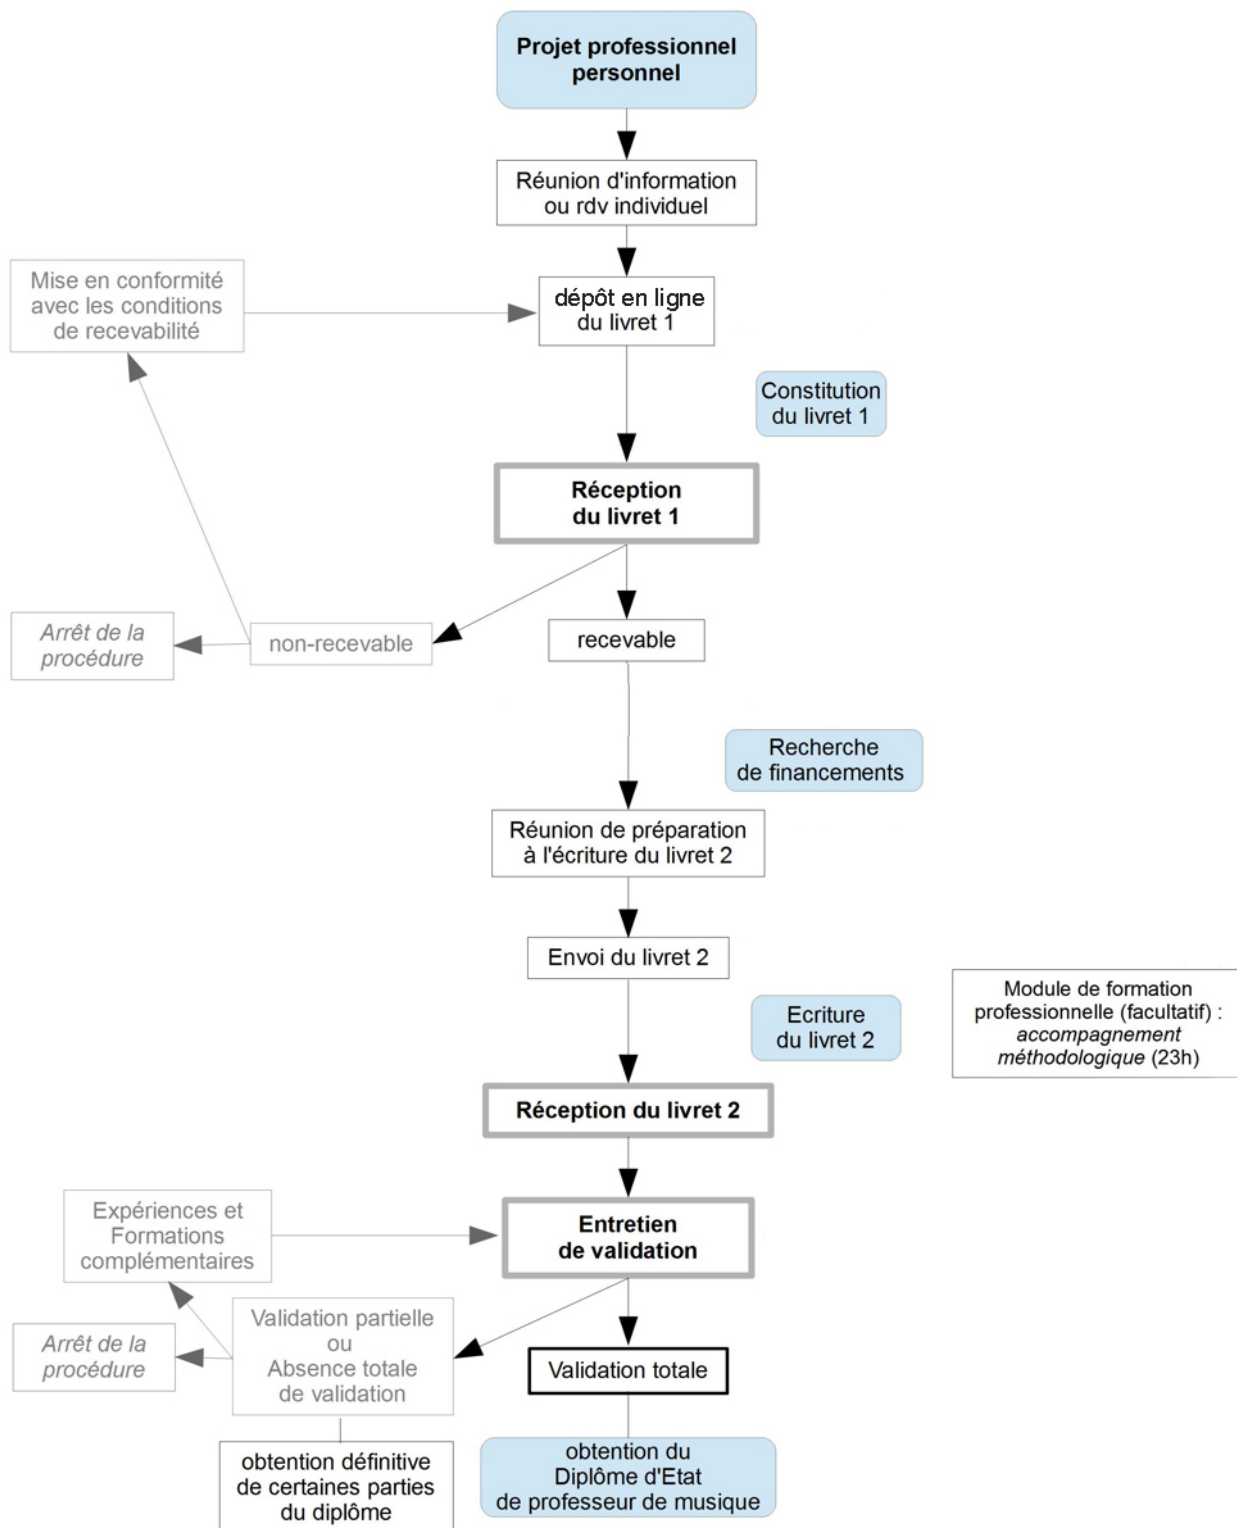 Projet professionnel
personnel
Réunion d'information
ou rdv individuel
Mise en conformité
avec les conditions
de recevabilité
dépôt en ligne
du livret 1
Constitution
du livret 1
Réception
du livret 1
Arrêt de la
procédure
non-recevable
recevable
Recherche
de financements
Réunion de préparation
à l'écriture du livret 2
Envoi du livret 2
Ecriture
du livret 2
Module de formation
professionnelle (facultatif) :
accompagnement
méthodologique (23h)
Réception du livret 2
Expériences et
Formations
complémentaires
Entretien
de validation
Arrêt de la
procédure
Validation partielle
ou
Absence totale
de validation
Validation totale
obtention définitive
de certaines parties
du diplôme
obtention du
Diplôme d'Etat
de professeur de musique